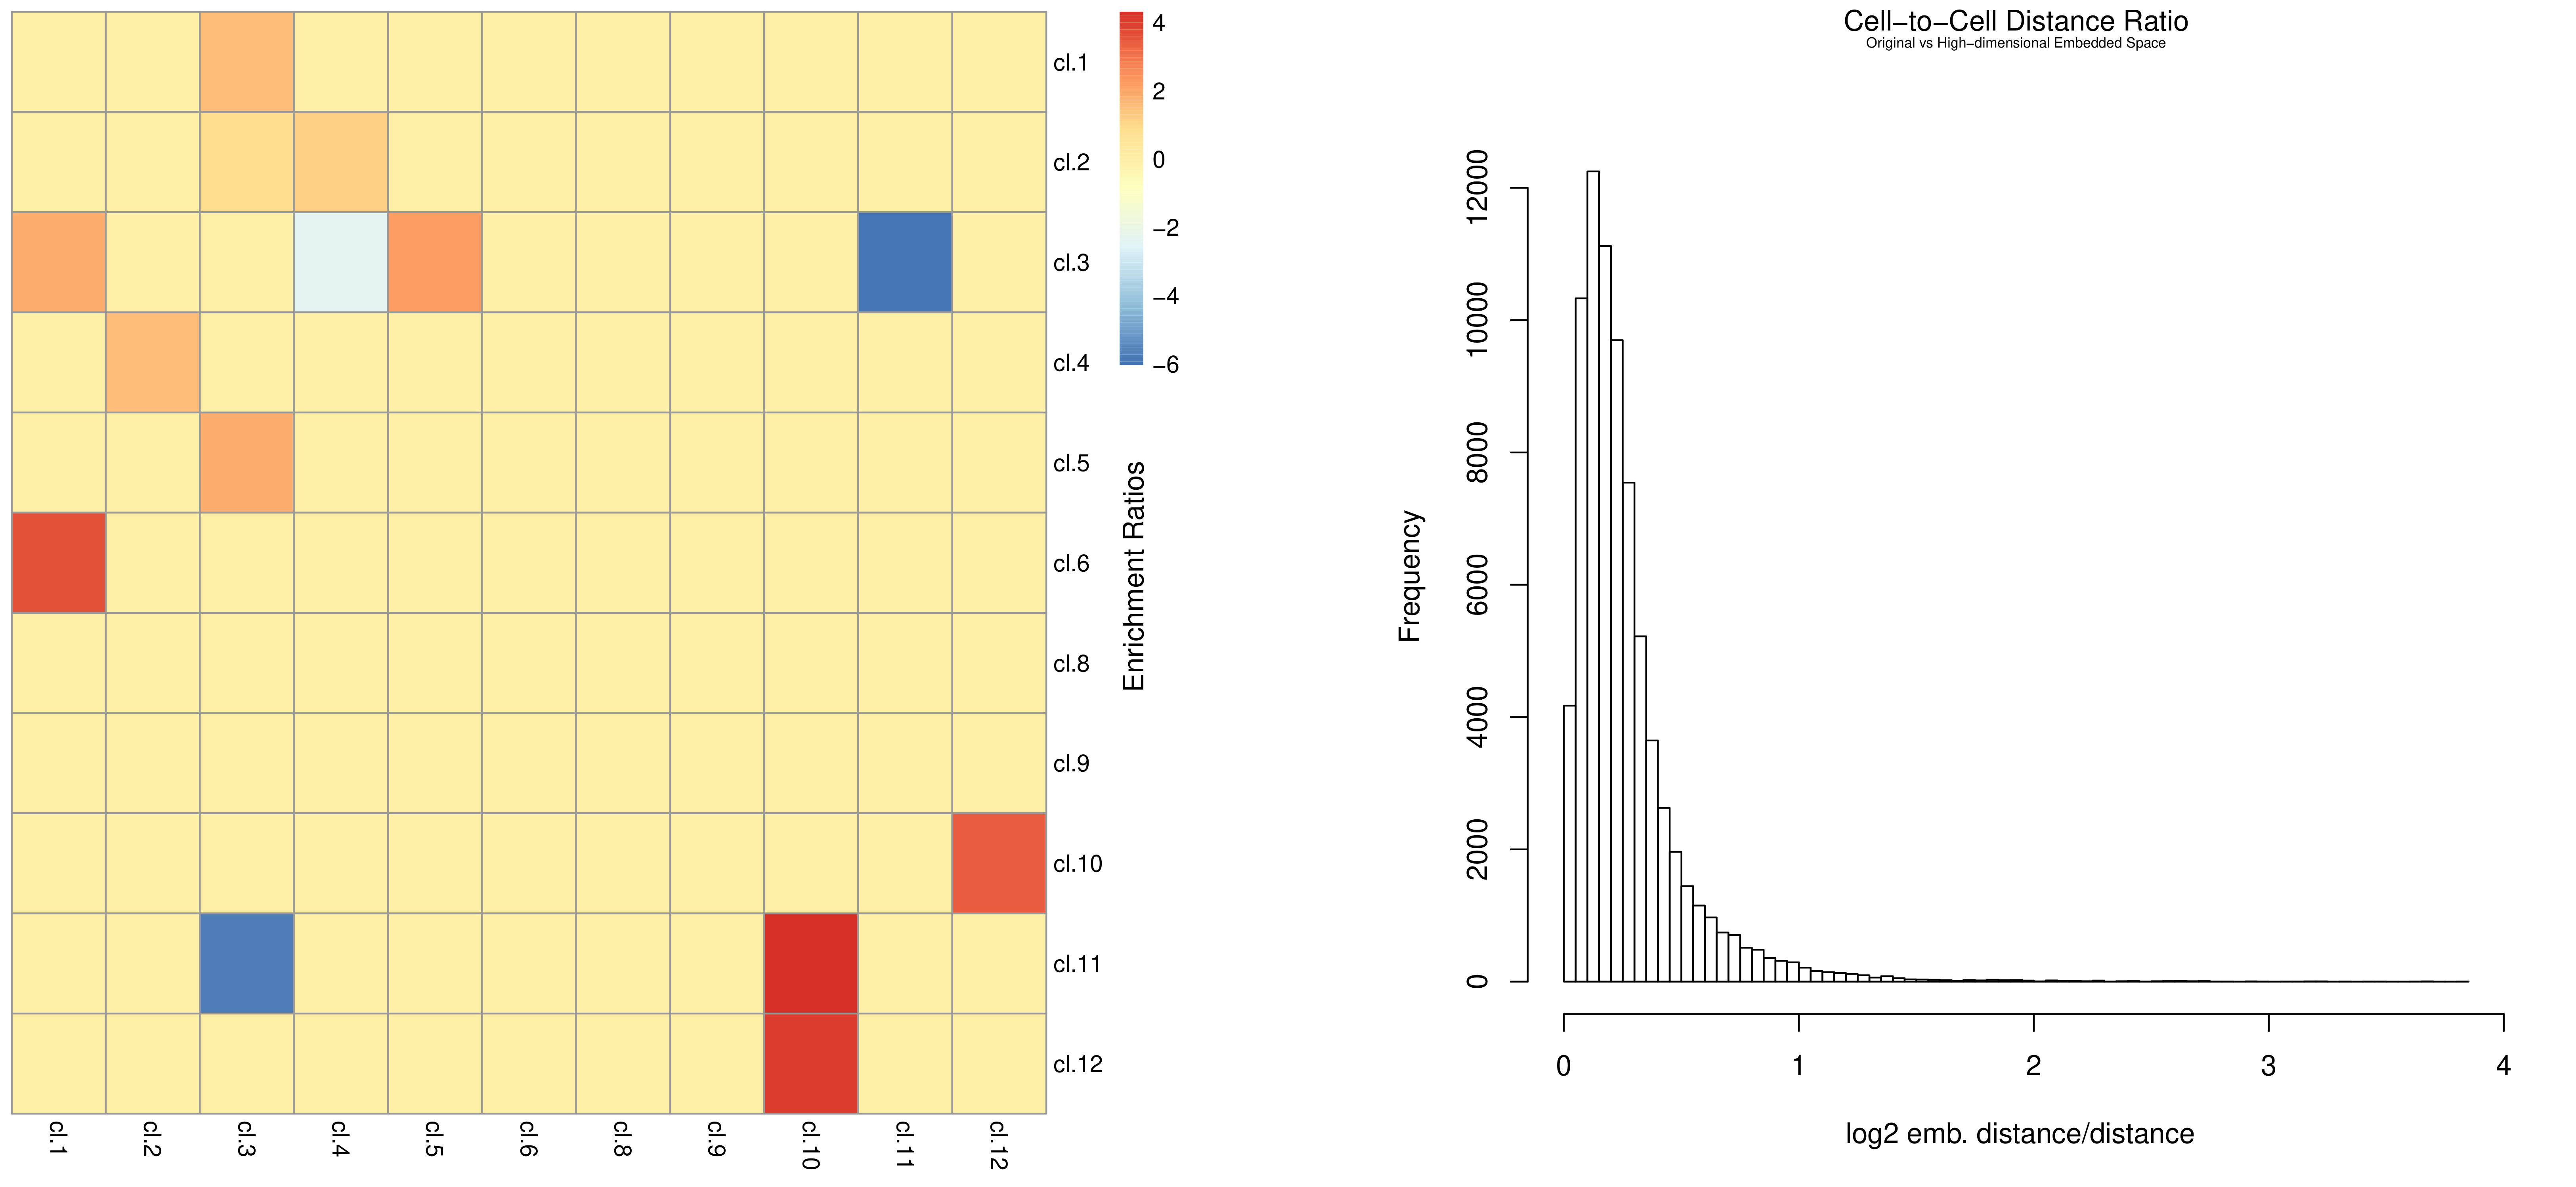 cl.1
cl.2
cl.3
cl.4
cl.5
cl.6
cl.8
cl.9
cl.10
cl.11
cl.12
cl.1
cl.2
cl.3
cl.4
cl.5
cl.6
cl.8
cl.9
cl.10
cl.11
cl.12
4
2
0
−2
−4
−6
Enrichment Ratios
Cell−to−Cell Distance Ratio
Original vs High−dimensional Embedded Space
Frequency
12000
10000
8000
6000
4000
2000
0
0
1
2
3
4
log2 emb. distance/distance